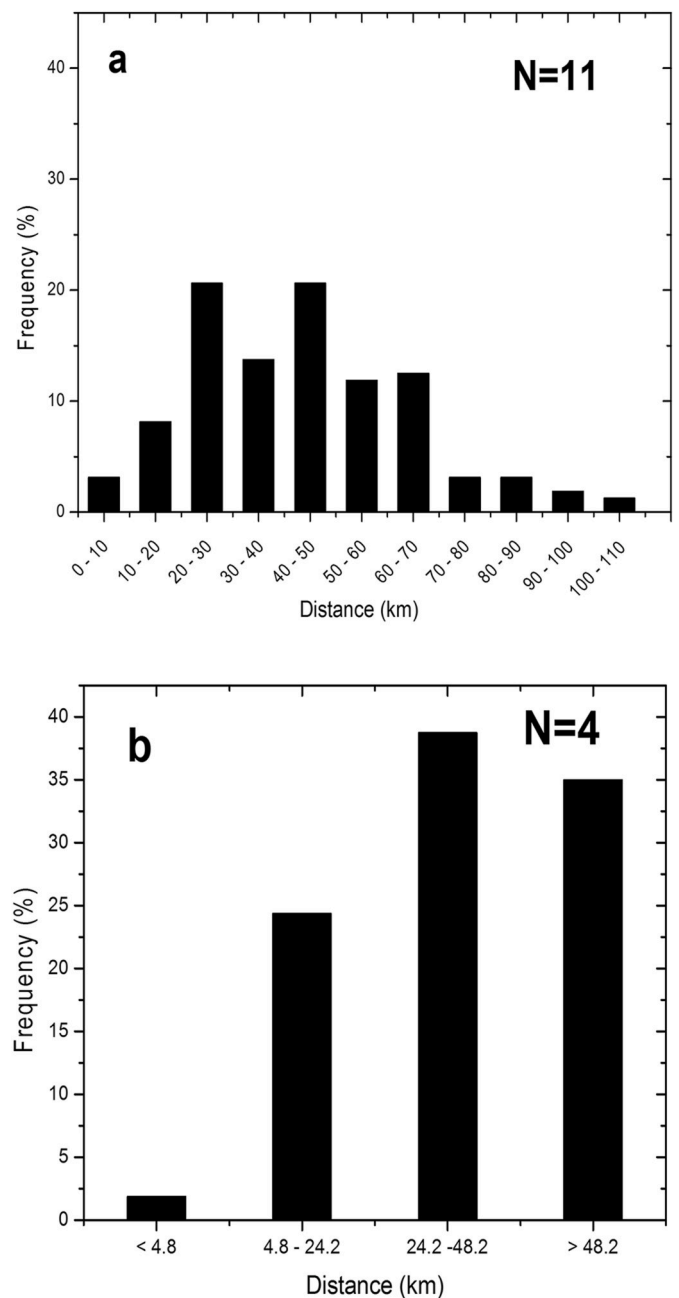 a
N=11
40
30
20
10
0
Frequency (%)
0 - 10
10 - 20
20 - 30
30 - 40
40 - 50
50 - 60
60 - 70
70 - 80
80 - 90
90 - 100
100 - 110
Distance (km)
b
N=4
40
35
30
25
20
15
10
5
0
Frequency (%)
< 4.8
4.8 - 24.2
24.2 -48.2
> 48.2
Distance (km)